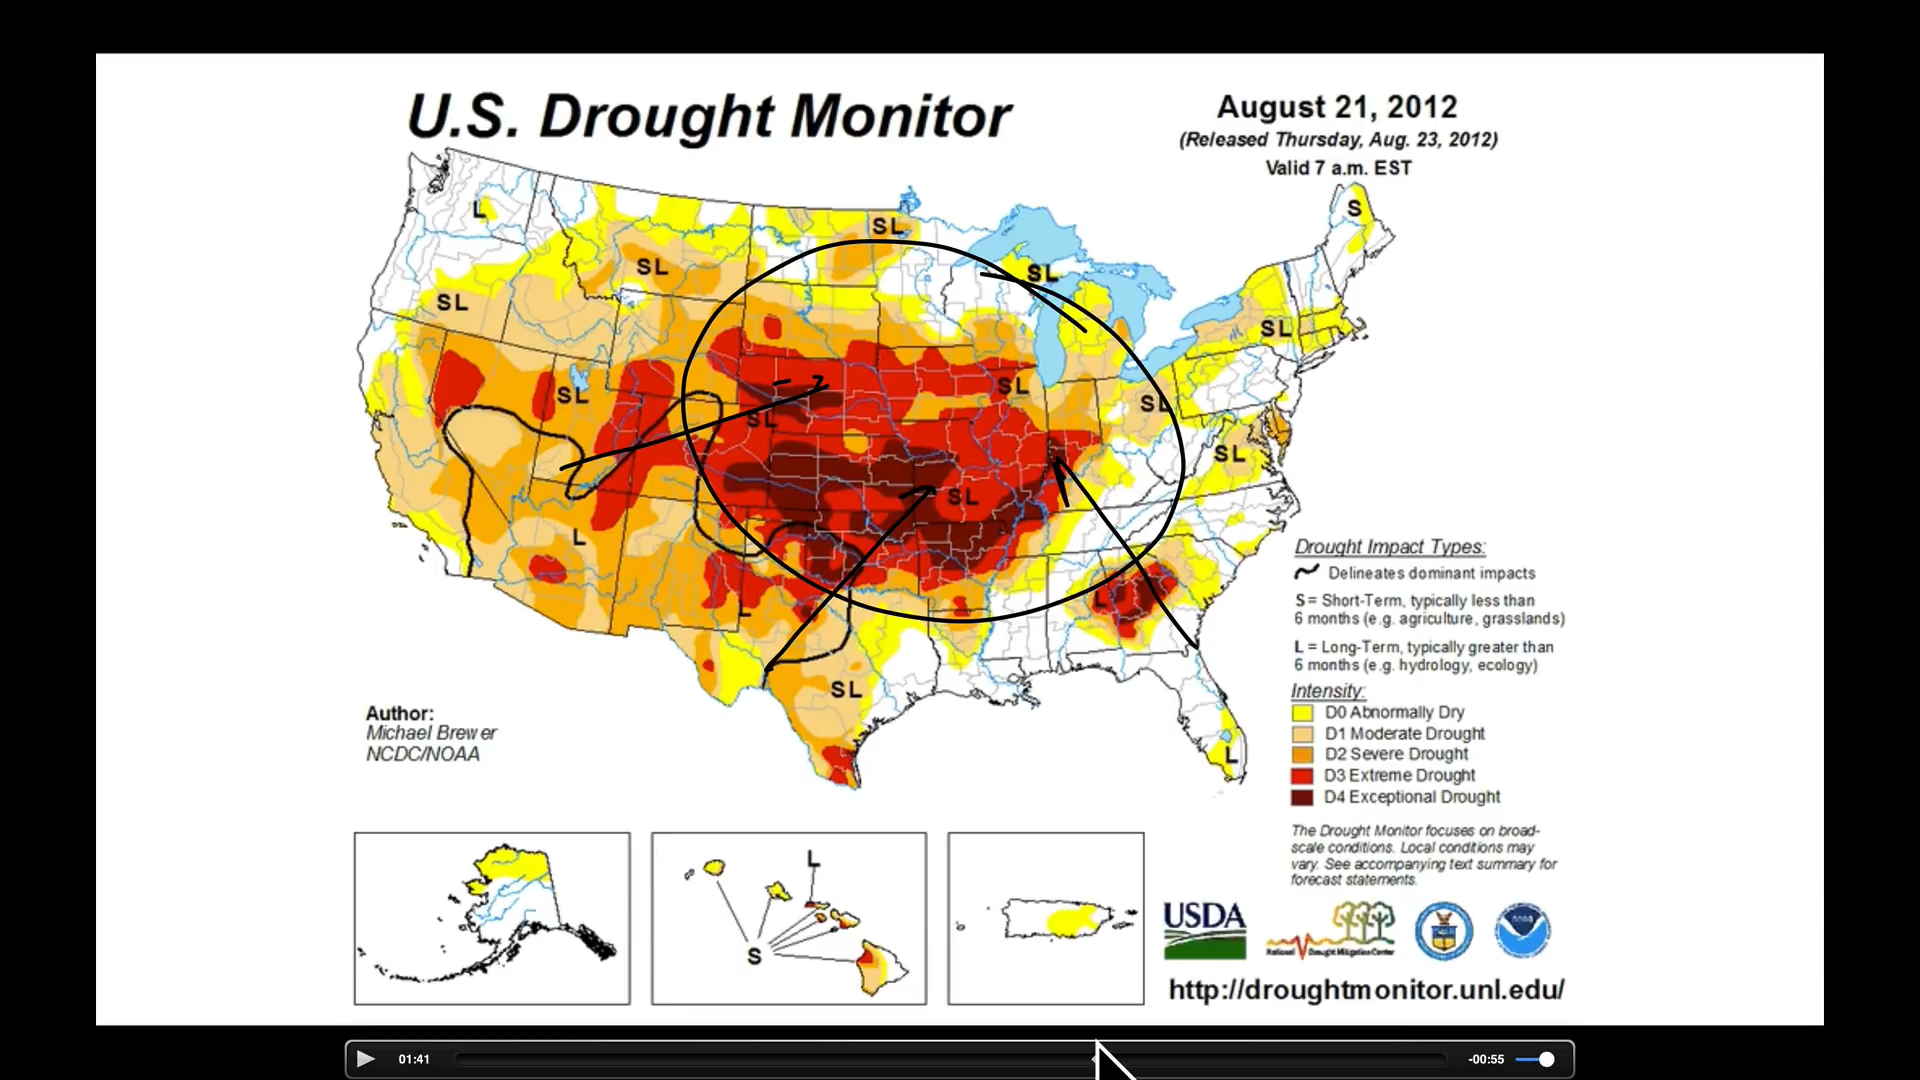 U.S. Drought Monitor
August 21, 2012
(Released Thursday, Aug. 23, 2012)
Valid 7 a.m. EST
S
L
SL
SL
SL
SL
SL
SL
SL
SL
SL
SL
SL
L
L
L
SL
L
Drought Impact Types:
Delineates dominant impacts
S = Short-Term, typically less than
6 months (e.g. agriculture, grasslands)
L = Long-Term, typically greater than
6 months (e.g. hydrology, ecology)
Intensity:
D0 Abnormally Dry
D1 Moderate Drought
D2 Severe Drought
D3 Extreme Drought
D4 Exceptional Drought
Author:
Michael Brewer
NCDC/NOAA
The Drought Monitor focuses on broad-
scale conditions. Local conditions may
vary. See accompanying text summary for
forecast statements.
L
S
USDA
National Drought Mitigation Center
NOAA
http://droughtmonitor.unl.edu/
01:41
-00:55